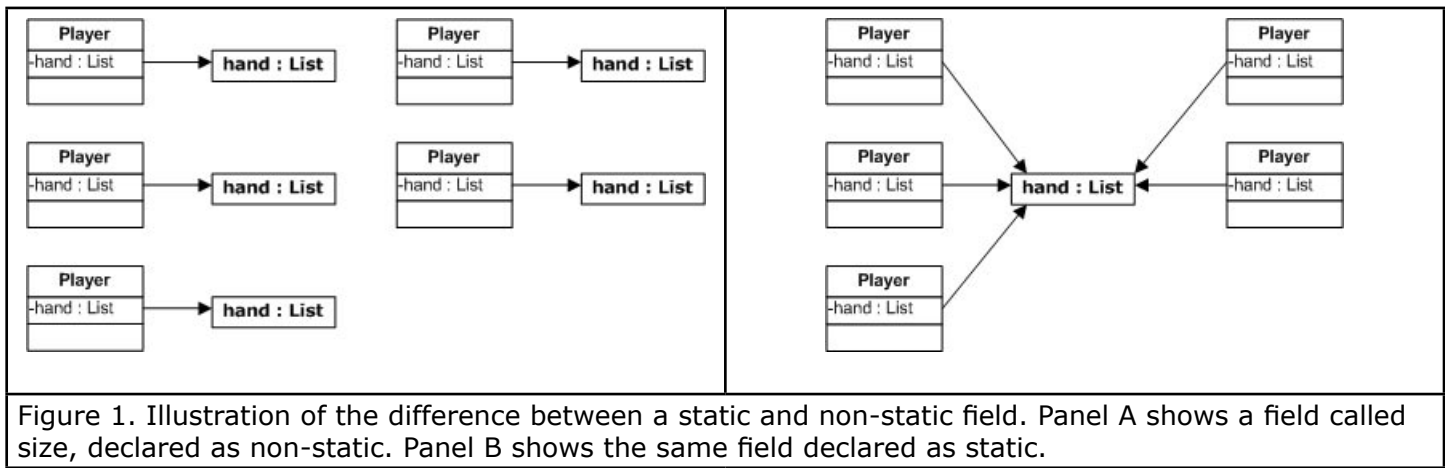 Player
-hand : List
hand : List
Player
-hand : List
hand : List
Player
-hand : List
hand : List
Player
-hand : List
hand : List
Player
-hand : List
hand : List
Player
-hand : List
Player
-hand : List
Player
-hand : List
hand : List
Player
-hand : List
Player
-hand : List
Figure 1. Illustration of the difference between a static and non-static field. Panel A shows a field called
size, declared as non-static. Panel B shows the same field declared as static.